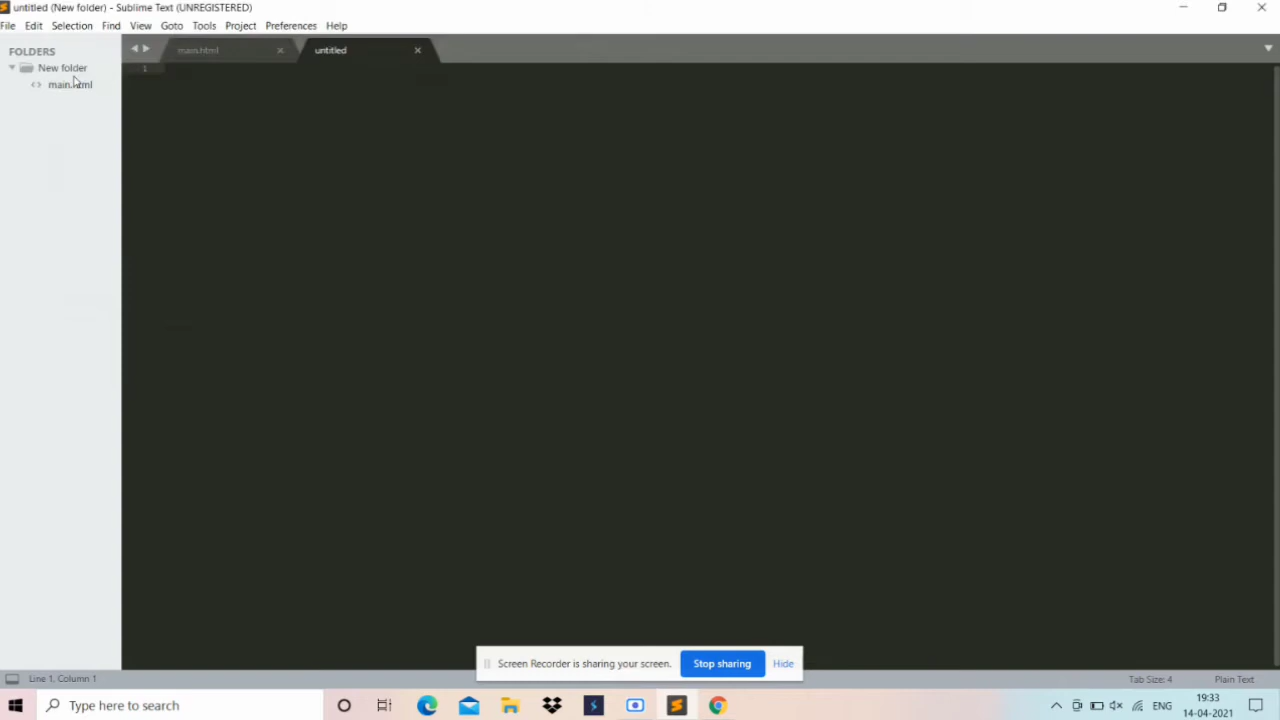 untitled (New folder) - Sublime Text (UNREGISTERED)
File Edit Selection Find View Goto Tools Project Preferences Help
FOLDERS
New folder
main.html
main.html
untitled
1
Screen Recorder is sharing your screen. Stop sharing Hide
Line 1, Column 1
Tab Size: 4
Plain Text
Type here to search
ENG
19:33
14-04-2021